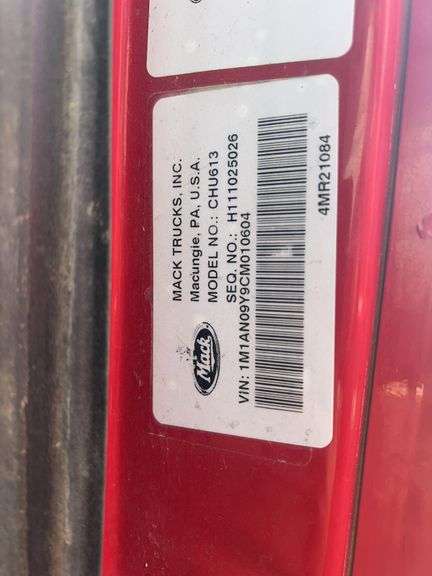 MACK TRUCKS, INC.
Macungie, PA, U.S.A.
MODEL NO.: CHU613
SEQ. NO.: H111025026
Mack
VIN: 1M1AN09Y9CM010604
4MR21084